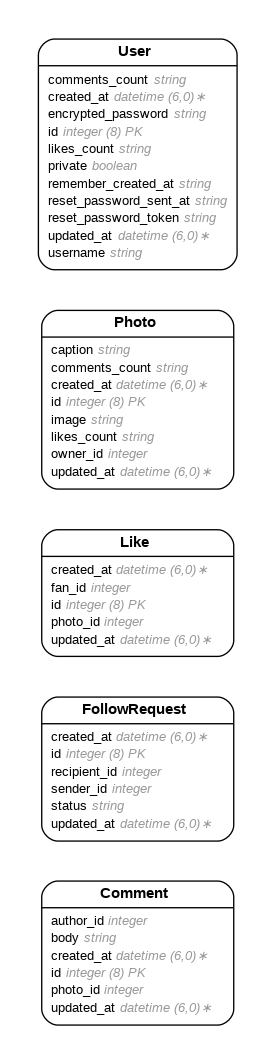 User
comments_count string
created_at datetime (6,0)∗
encrypted_password string
id integer (8) PK
likes_count string
private boolean
remember_created_at string
reset_password_sent_at string
reset_password_token string
updated_at datetime (6,0)∗
username string
Photo
caption string
comments_count string
created_at datetime (6,0)∗
id integer (8) PK
image string
likes_count string
owner_id integer
updated_at datetime (6,0)∗
Like
created_at datetime (6,0)∗
fan_id integer
id integer (8) PK
photo_id integer
updated_at datetime (6,0)∗
FollowRequest
created_at datetime (6,0)∗
id integer (8) PK
recipient_id integer
sender_id integer
status string
updated_at datetime (6,0)∗
Comment
author_id integer
body string
created_at datetime (6,0)∗
id integer (8) PK
photo_id integer
updated_at datetime (6,0)∗